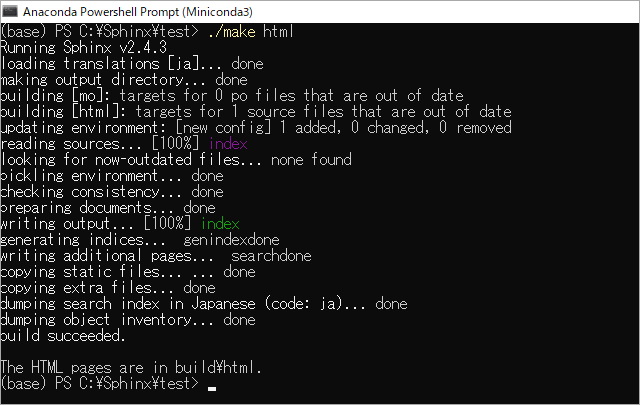 Anaconda Powershell Prompt (Miniconda3)
(base) PS C:¥Sphinx¥test> ./make html
Running Sphinx v2.4.3
loading translations [ja]... done
making output directory... done
building [mo]: targets for 0 po files that are out of date
building [html]: targets for 1 source files that are out of date
updating environment: [new config] 1 added, 0 changed, 0 removed
reading sources... [100%] index
looking for now-outdated files... none found
pickling environment... done
checking consistency... done
preparing documents... done
writing output... [100%] index
generating indices...  genindexdone
writing additional pages...  searchdone
copying static files... ... done
copying extra files... done
dumping search index in Japanese (code: ja)... done
dumping object inventory... done
build succeeded.
The HTML pages are in build¥html.
(base) PS C:¥Sphinx¥test>